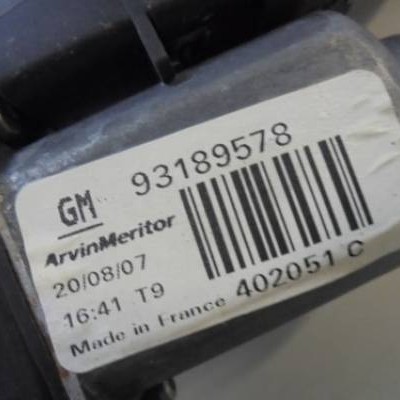 GM 93189578
ArvinMeritor
20/08/07
16:41 T9
Made in France 402051 C